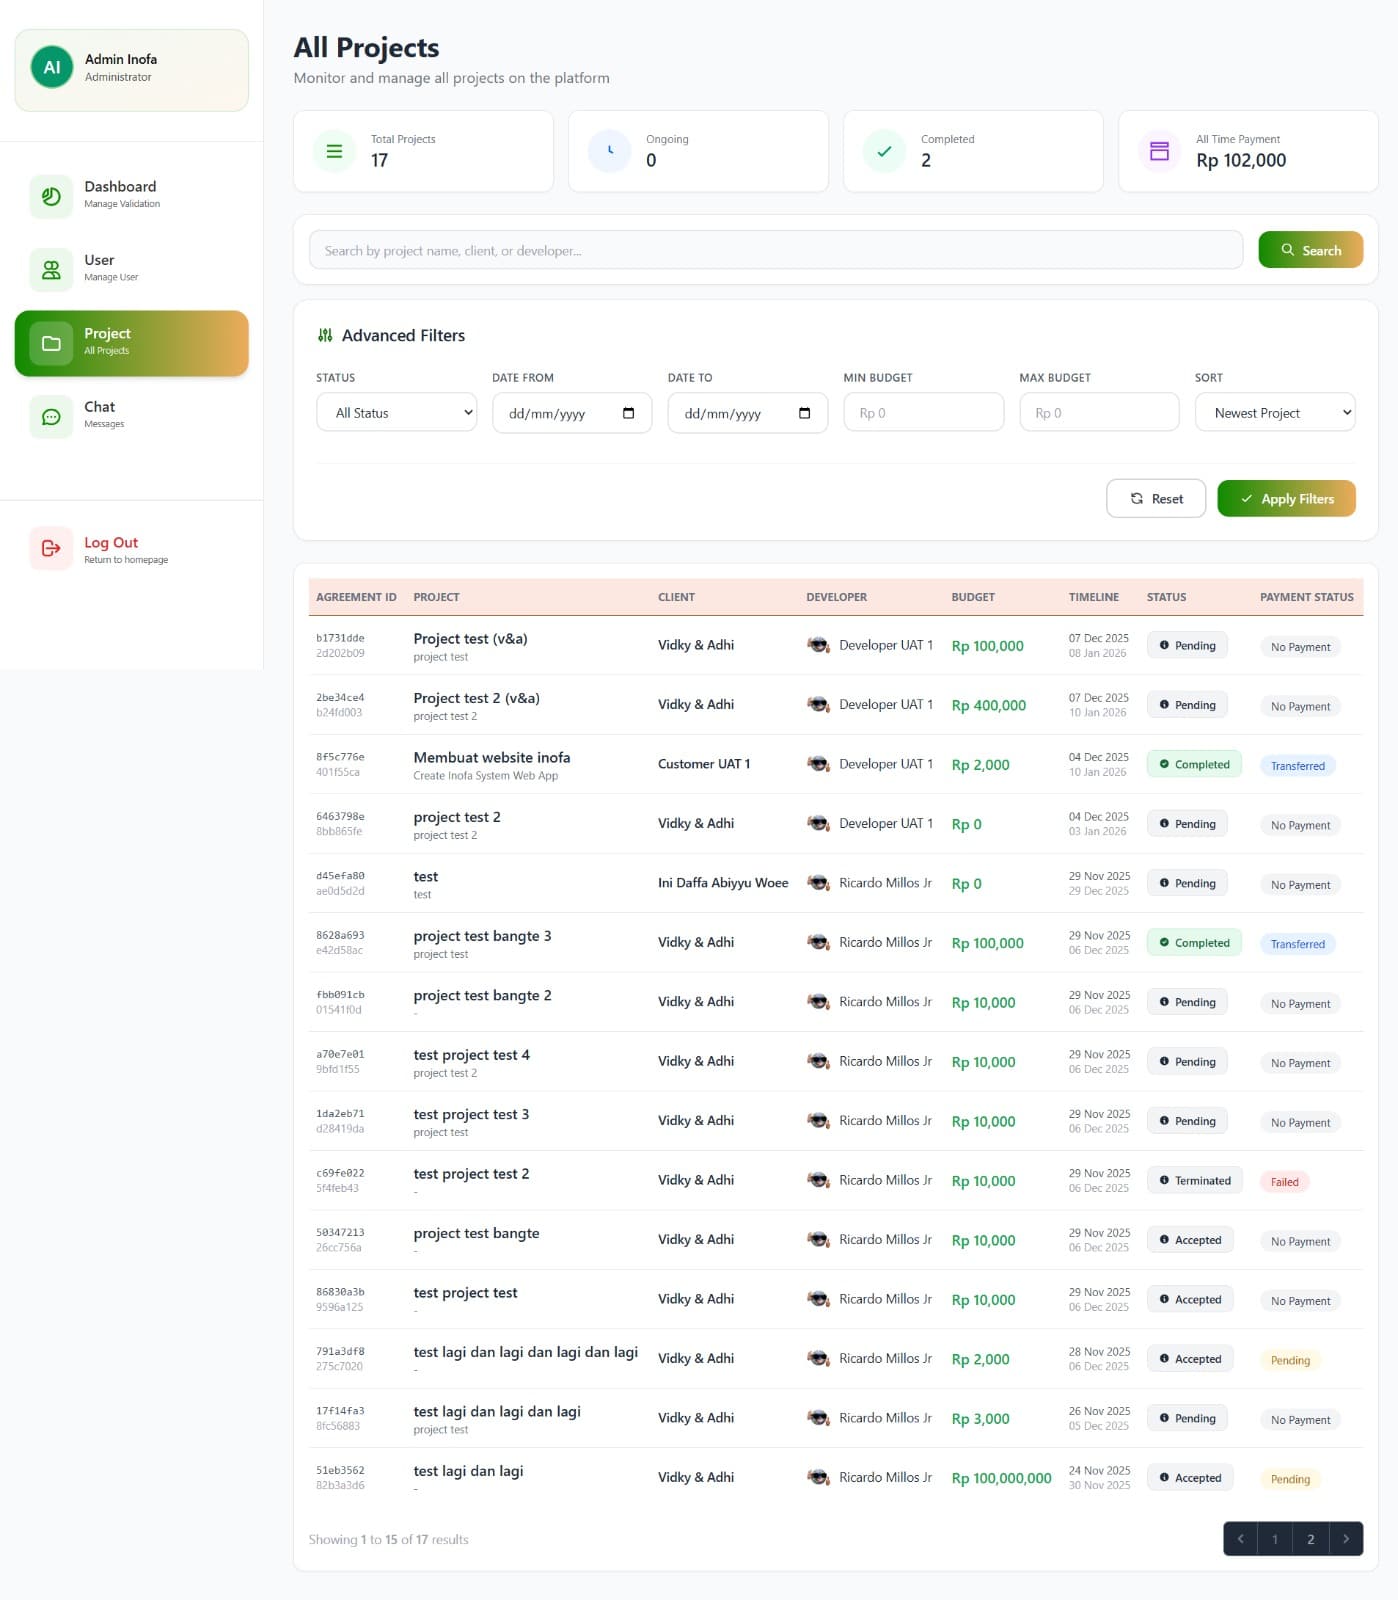 AI
Admin Inofa
Administrator
Dashboard
Manage Validation
User
Manage User
Project
All Projects
Chat
Messages
Log Out
Return to homepage
All Projects
Monitor and manage all projects on the platform
Total Projects
17
Ongoing
0
Completed
2
All Time Payment
Rp 102,000
Search by project name, client, or developer...
Search
Advanced Filters
STATUS DATE FROM DATE TO MIN BUDGET MAX BUDGET SORT
All Status dd/mm/yyyy dd/mm/yyyy Rp 0 Rp 0 Newest Project
Reset Apply Filters
AGREEMENT ID PROJECT CLIENT DEVELOPER BUDGET TIMELINE STATUS PAYMENT STATUS
b1731dde Project test (v&a) Vidky & Adhi Developer UAT 1 Rp 100,000 07 Dec 2025 Pending No Payment
2d202b09 project test 08 Jan 2026
2be34ce4 Project test 2 (v&a) Vidky & Adhi Developer UAT 1 Rp 400,000 07 Dec 2025 Pending No Payment
b24fd003 project test 2 10 Jan 2026
8f5c776e Membuat website inofa Customer UAT 1 Developer UAT 1 Rp 2,000 04 Dec 2025 Completed Transferred
401f55ca Create Inofa System Web App 10 Jan 2026
6463798e project test 2 Vidky & Adhi Developer UAT 1 Rp 0 04 Dec 2025 Pending No Payment
8bb865fe project test 2 03 Jan 2026
d45efa80 test Ini Daffa Abiyyu Woee Ricardo Millos Jr Rp 0 29 Nov 2025 Pending No Payment
ae0d5d2d test 29 Dec 2025
8628a693 project test bangte 3 Vidky & Adhi Ricardo Millos Jr Rp 100,000 29 Nov 2025 Completed Transferred
e42d58ac project test 06 Dec 2025
fbb091cb project test bangte 2 Vidky & Adhi Ricardo Millos Jr Rp 10,000 29 Nov 2025 Pending No Payment
01541f0d - 06 Dec 2025
a70e7e01 test project test 4 Vidky & Adhi Ricardo Millos Jr Rp 10,000 29 Nov 2025 Pending No Payment
9bfd1f55 project test 2 06 Dec 2025
1da2eb71 test project test 3 Vidky & Adhi Ricardo Millos Jr Rp 10,000 29 Nov 2025 Pending No Payment
d28419da project test 06 Dec 2025
c69fe022 test project test 2 Vidky & Adhi Ricardo Millos Jr Rp 10,000 29 Nov 2025 Terminated Failed
5f4feb43 - 06 Dec 2025
50347213 project test bangte Vidky & Adhi Ricardo Millos Jr Rp 10,000 29 Nov 2025 Accepted No Payment
26cc756a - 06 Dec 2025
86830a3b test project test Vidky & Adhi Ricardo Millos Jr Rp 10,000 29 Nov 2025 Accepted No Payment
9596a125 - 06 Dec 2025
791a3df8 test lagi dan lagi dan lagi dan lagi Vidky & Adhi Ricardo Millos Jr Rp 2,000 28 Nov 2025 Accepted Pending
275c7020 - 06 Dec 2025
17f14fa3 test lagi dan lagi dan lagi Vidky & Adhi Ricardo Millos Jr Rp 3,000 26 Nov 2025 Pending No Payment
8fc56883 project test 05 Dec 2025
51eb3562 test lagi dan lagi Vidky & Adhi Ricardo Millos Jr Rp 100,000,000 24 Nov 2025 Accepted Pending
82b3a3d6 - 30 Nov 2025
Showing 1 to 15 of 17 results
1 2